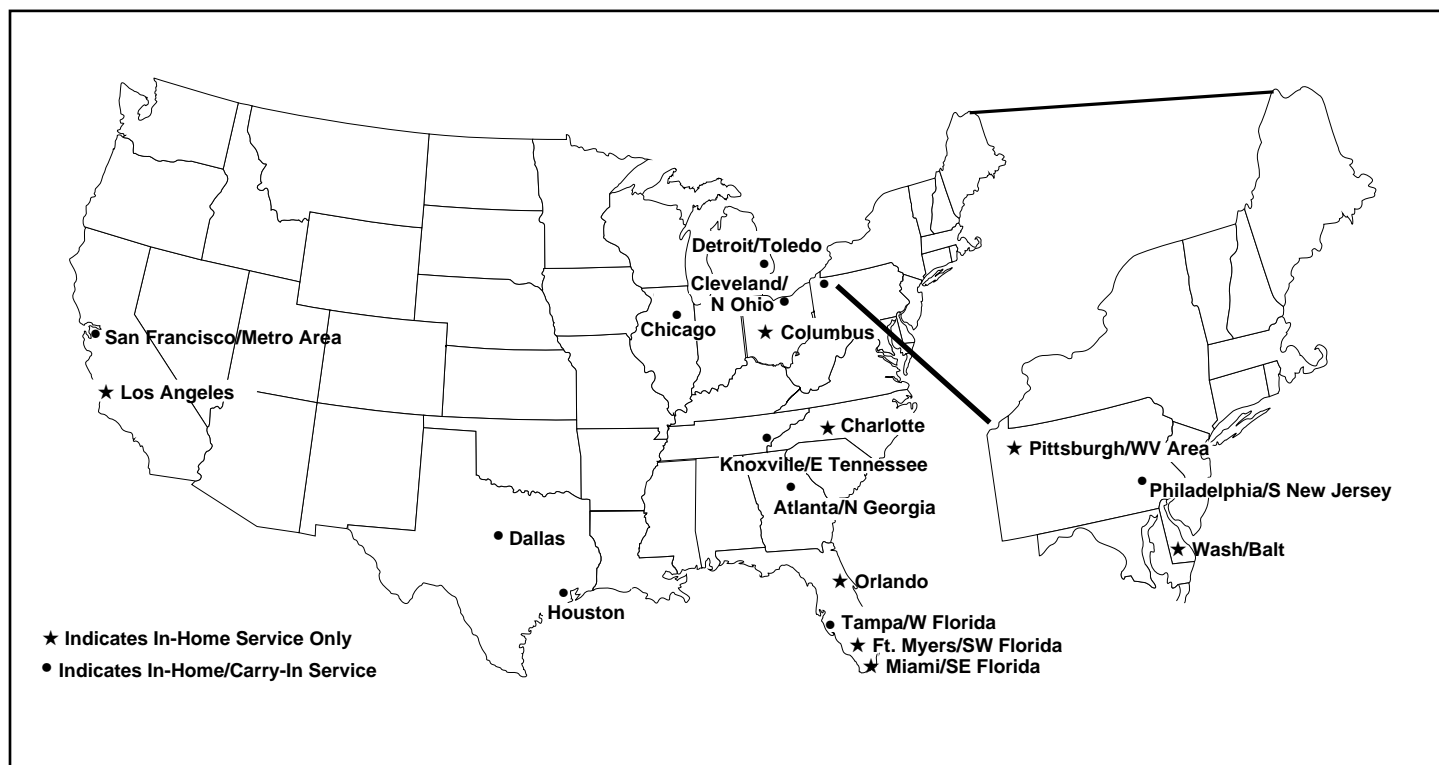 Detroit/Toledo
Cleveland/
N Ohio
Chicago
Columbus
San Francisco/Metro Area
Los Angeles
Charlotte
Knoxville/E Tennessee
Atlanta/N Georgia
Pittsburgh/WV Area
Philadelphia/S New Jersey
Wash/Balt
Dallas
Houston
Orlando
Tampa/W Florida
Ft. Myers/SW Florida
Miami/SE Florida
★ Indicates In-Home Service Only
● Indicates In-Home/Carry-In Service